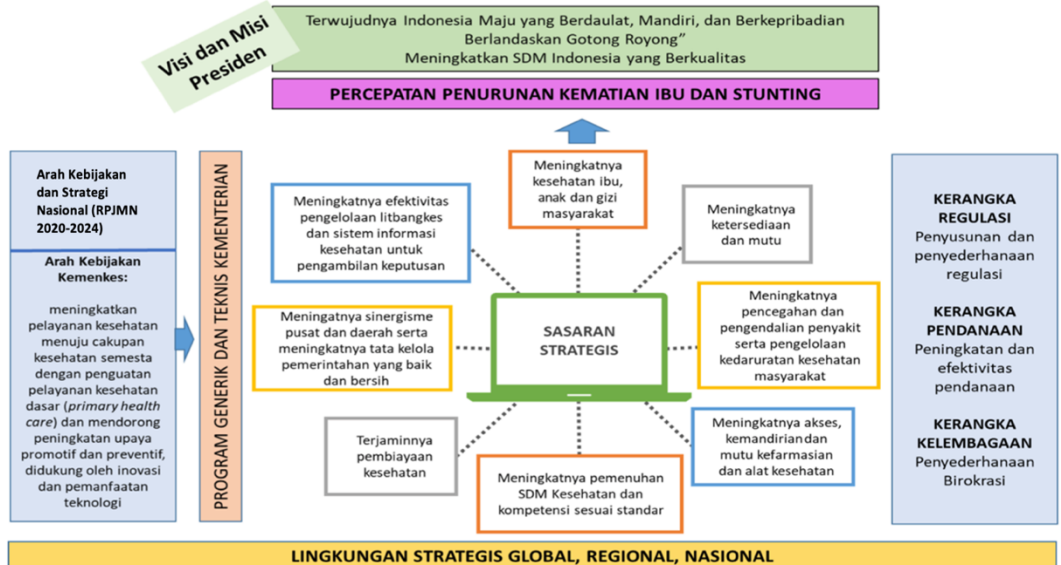 Visi dan Misi
Presiden
Terwujudnya Indonesia Maju yang Berdaulat, Mandiri, dan Berkepribadian
Berlandaskan Gotong Royong”
Meningkatkan SDM Indonesia yang Berkualitas
PERCEPATAN PENURUNAN KEMATIAN IBU DAN STUNTING
Arah Kebijakan
dan Strategi
Nasional (RPJMN
2020-2024)
Arah Kebijakan
Kemenkes:
meningkatkan
pelayanan kesehatan
menuju cakupan
kesehatan semesta
dengan penguatan
pelayanan kesehatan
dasar (primary health
care) dan mendorong
peningkatan upaya
promotif dan preventif,
didukung oleh inovasi
dan pemanfaatan
teknologi
PROGRAM GENERIK DAN TEKNIS KEMENTERIAN
Meningkatnya
kesehatan ibu,
anak dan gizi
masyarakat
Meningkatnya efektivitas
pengelolaan litbangkes
dan sistem informasi
kesehatan untuk
pengambilan keputusan
Meningkatnya
ketersediaan
dan mutu
Meningatnya sinergisme
pusat dan daerah serta
meningkatnya tata kelola
pemerintahan yang baik
dan bersih
SASARAN
STRATEGIS
Meningkatnya
pencegahan dan
pengendalian penyakit
serta pengelolaan
kedaruratan kesehatan
masyarakat
Terjaminnya
pembiayaan
kesehatan
Meningkatnya pemenuhan
SDM Kesehatan dan
kompetensi sesuai standar
Meningkatnya akses,
kemandirian dan
mutu kefarmasian
dan alat kesehatan
KERANGKA
REGULASI
Penyusunan dan
penyederhanaan
regulasi
KERANGKA
PENDANAAN
Peningkatan dan
efektivitas
pendanaan
KERANGKA
KELEMBAGAAN
Penyederhanaan
Birokrasi
LINGKUNGAN STRATEGIS GLOBAL, REGIONAL, NASIONAL